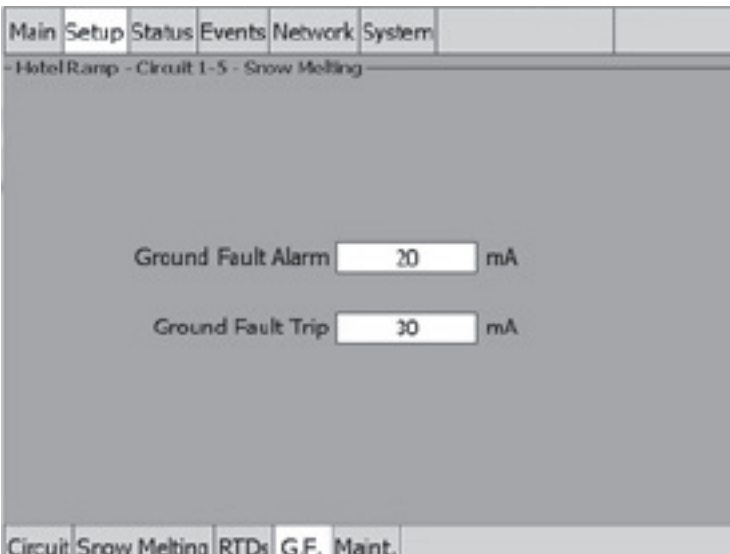 Main Setup Status Events Network System
Hotel Ramp - Circuit 1-5 - Snow Melting
Ground Fault Alarm 20 mA
Ground Fault Trip 30 mA
Circuit Snow Melting RTDs G.F. Maint.